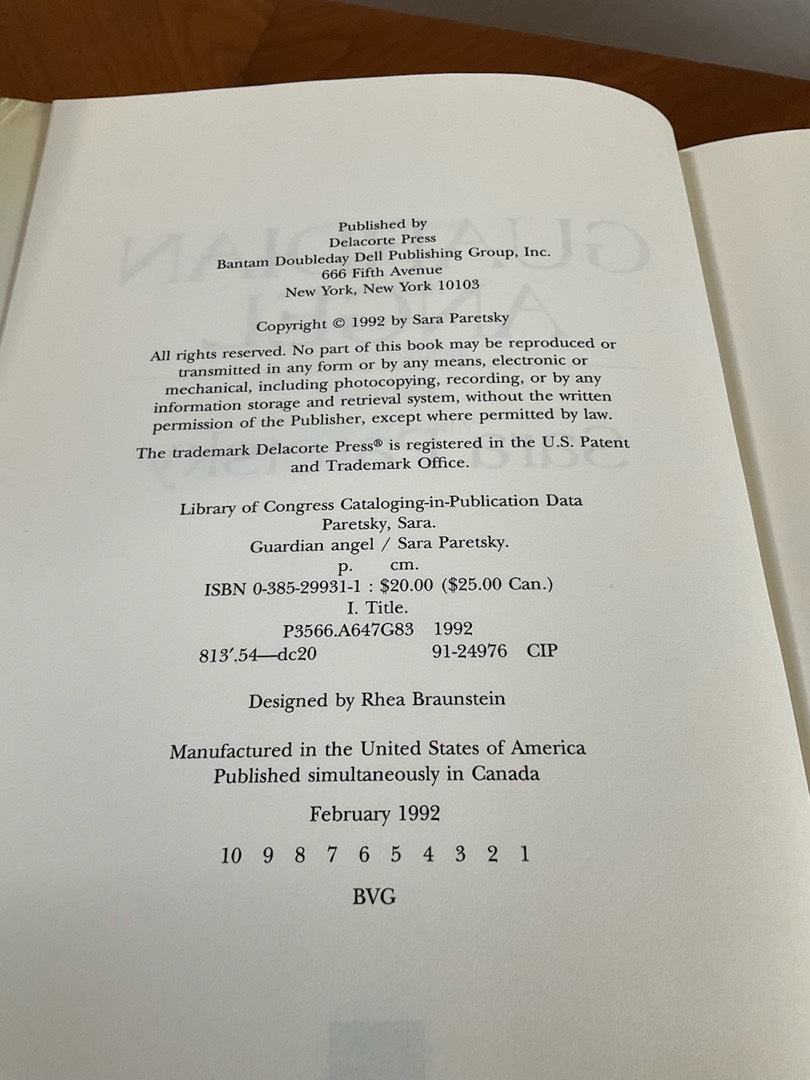 Published by
Delacorte Press
Bantam Doubleday Dell Publishing Group, Inc.
666 Fifth Avenue
New York, New York 10103
Copyright © 1992 by Sara Paretsky
All rights reserved. No part of this book may be reproduced or
transmitted in any form or by any means, electronic or
mechanical, including photocopying, recording, or by any
information storage and retrieval system, without the written
permission of the Publisher, except where permitted by law.
The trademark Delacorte Press® is registered in the U.S. Patent
and Trademark Office.
Library of Congress Cataloging-in-Publication Data
Paretsky, Sara.
Guardian angel / Sara Paretsky.
p. cm.
ISBN 0-385-29931-1 : $20.00 ($25.00 Can.)
I. Title.
P3566.A647G83 1992
813′.54—dc20 91-24976 CIP
Designed by Rhea Braunstein
Manufactured in the United States of America
Published simultaneously in Canada
February 1992
10 9 8 7 6 5 4 3 2 1
BVG